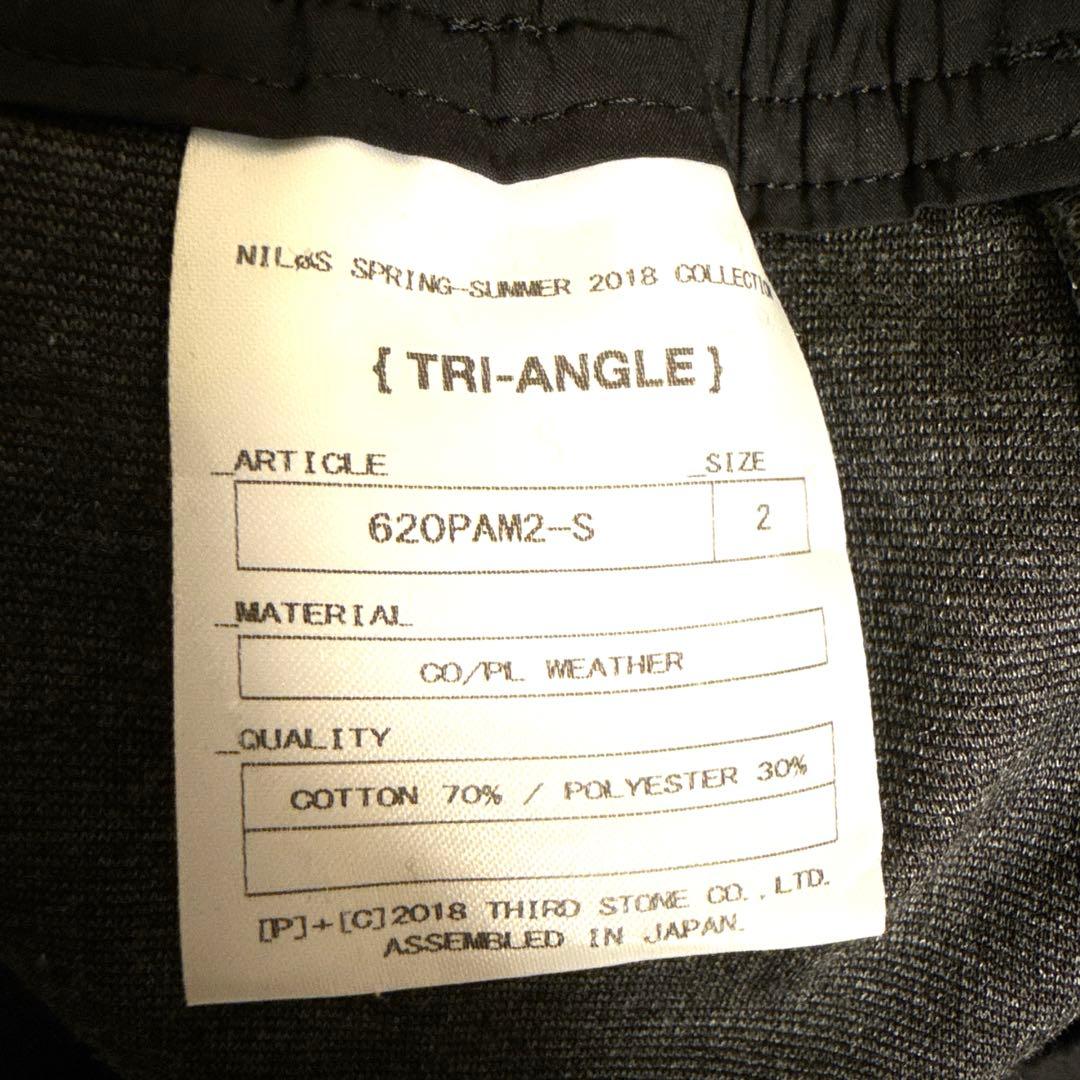 NILøS SPRING-SUMMER 2018 COLLECTIO
{ TRI-ANGLE }
_ARTICLE _SIZE
620PAM2-S 2
_MATERIAL
CO/PL WEATHER
_QUALITY
COTTON 70% / POLYESTER 30%
[P]+[C]2018 THIRD STONE CO.,LTD.
ASSEMBLED IN JAPAN.